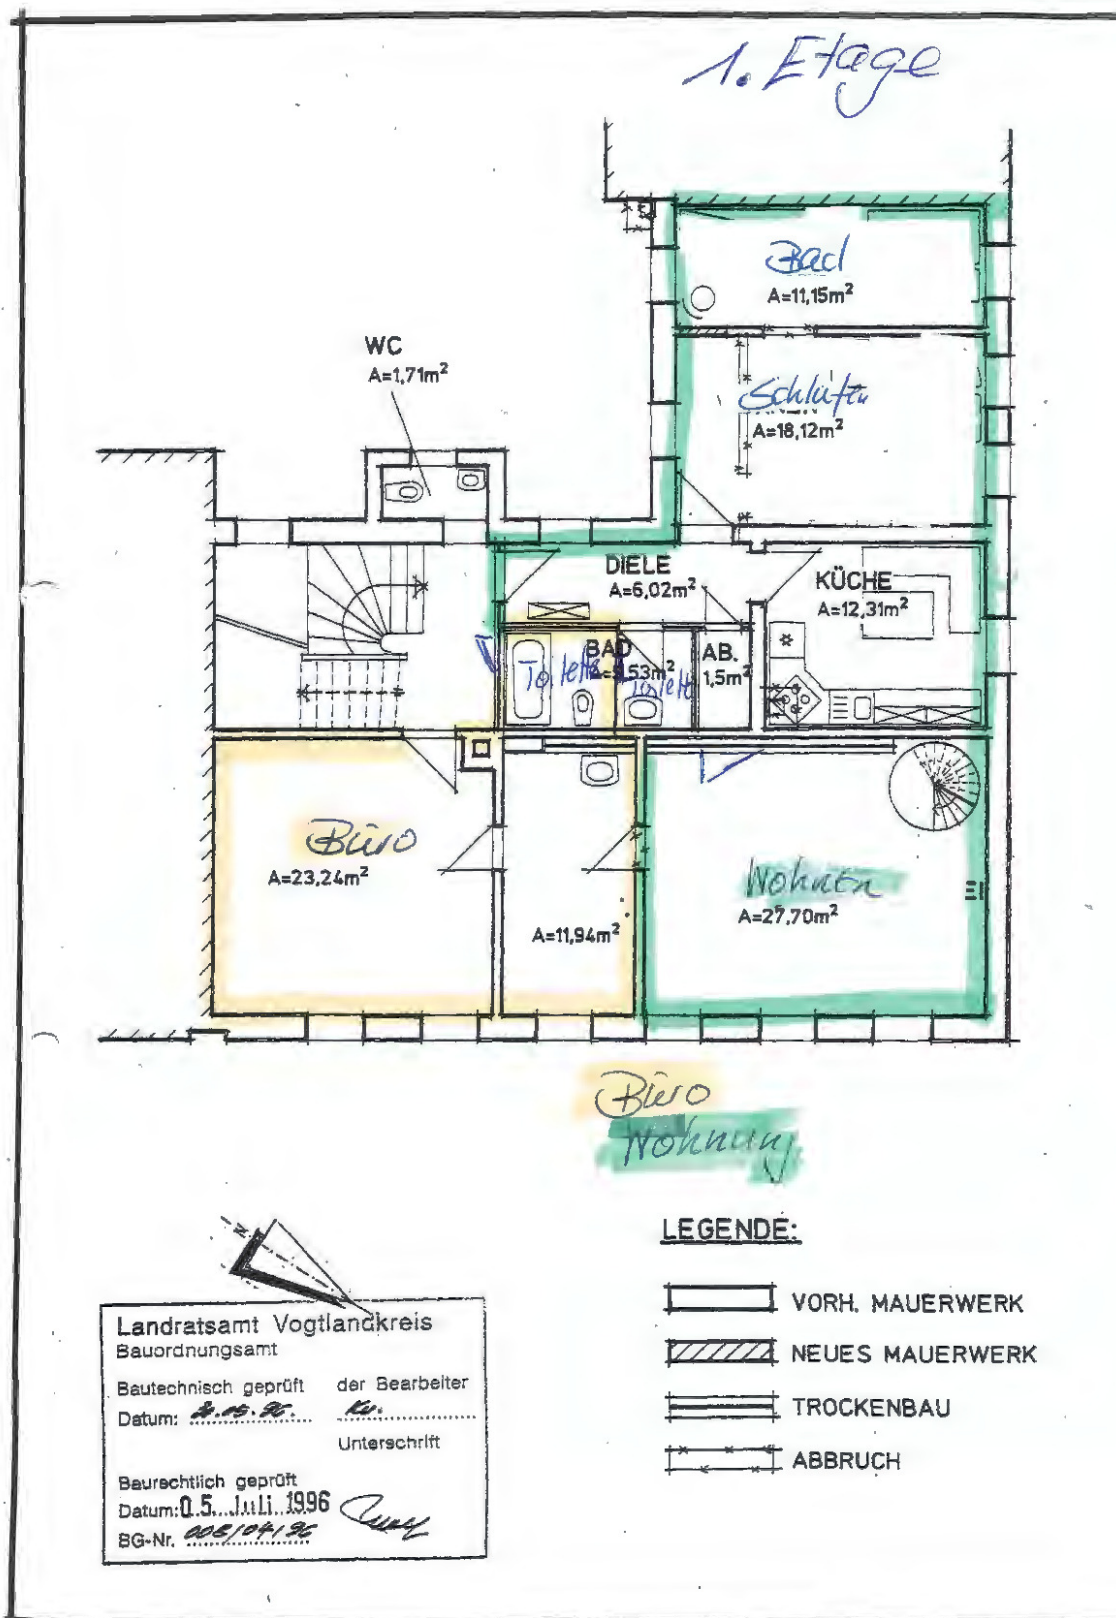 1. Etage
Bad
A=11,15m²
WC
A=1,71m²
Schlafen
A=18,12m²
DIELE
A=6,02m²
KÜCHE
A=12,31m²
BAD
Toilette
Toilette
AB.
1,5m²
Büro
A=23,24m²
A=11,94m²
Wohnen
A=27,70m²
Büro
Wohnung
N
LEGENDE:
VORH. MAUERWERK
NEUES MAUERWERK
TROCKENBAU
ABBRUCH
Landratsamt Vogtlandkreis
Bauordnungsamt
Bautechnisch geprüft der Bearbeiter
Datum:
Unterschrift
Baurechtlich geprüft
Datum: 05. Juli 1996
BG-Nr.